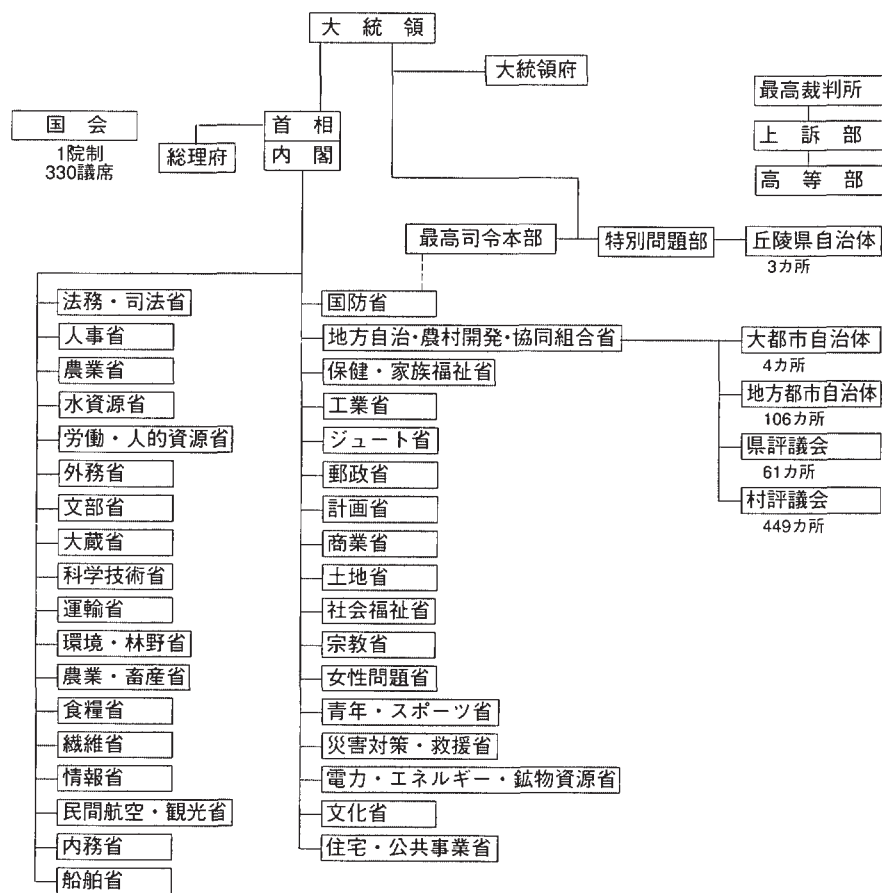 大統領
大統領府
最高裁判所
国会
首相
上訴部
1院制
総理府
内閣
330議席
高等部
最高司令本部
特別問題部
丘陵県自治体
3カ所
法務・司法省
人事省
農業省
水資源省
労働・人的資源省
外務省
文部省
大蔵省
科学技術省
運輸省
環境・林野省
農業・畜産省
食糧省
繊維省
情報省
民間航空・観光省
内務省
船舶省
国防省
地方自治・農村開発・協同組合省
保健・家族福祉省
工業省
ジュート省
郵政省
計画省
商業省
土地省
社会福祉省
宗教省
女性問題省
青年・スポーツ省
災害対策・救援省
電力・エネルギー・鉱物資源省
文化省
住宅・公共事業省
大都市自治体
4カ所
地方都市自治体
106カ所
県評議会
61カ所
村評議会
449カ所